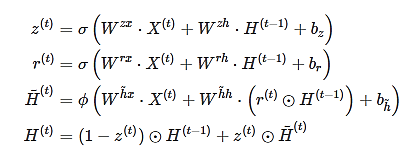 z^{(t)} = σ(W^{zx} · X^{(t)} + W^{zh} · H^{(t−1)} + b_z)
r^{(t)} = σ(W^{rx} · X^{(t)} + W^{rh} · H^{(t−1)} + b_r)
H̃^{(t)} = ϕ(W^{h̃x} · X^{(t)} + W^{h̃h} · (r^{(t)} ⊙ H^{(t−1)}) + b_{h̃})
H^{(t)} = (1 − z^{(t)}) ⊙ H^{(t−1)} + z^{(t)} ⊙ H̃^{(t)}